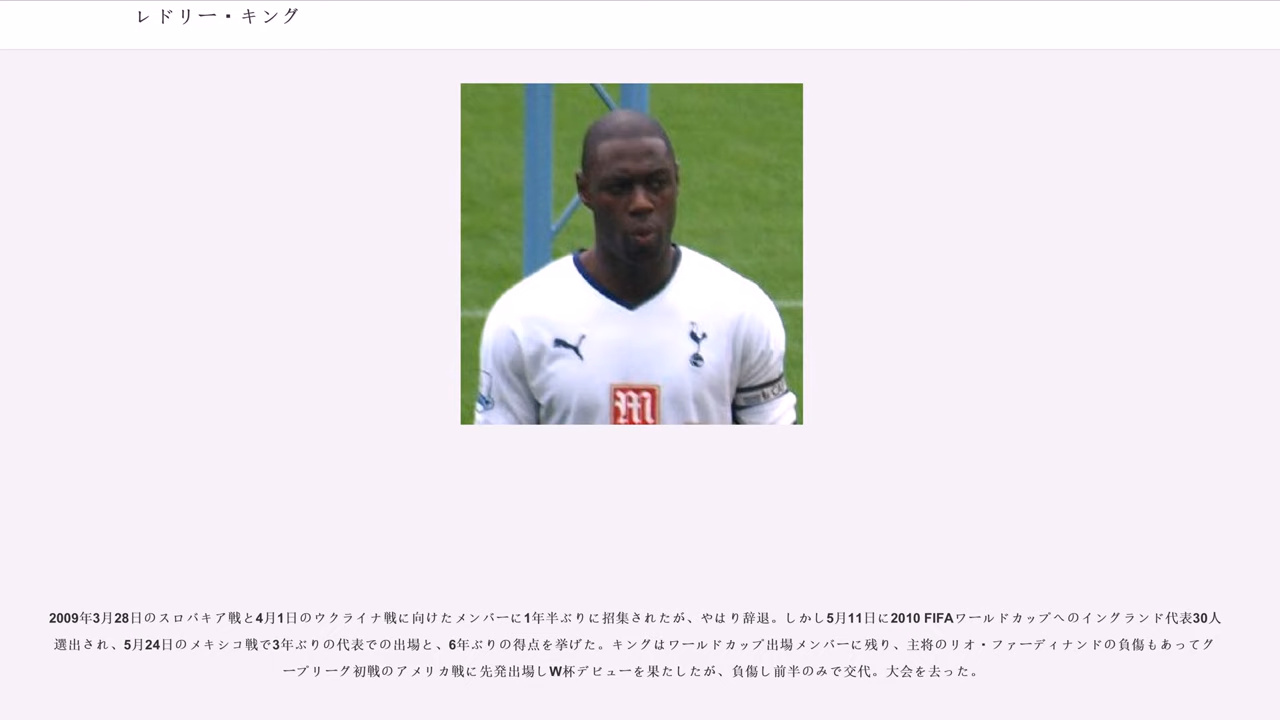 レドリー・キング
2009年3月28日のスロバキア戦と4月1日のウクライナ戦に向けたメンバーに1年半ぶりに招集されたが、やはり辞退。しかし5月11日に2010 FIFAワールドカップへのイングランド代表30人
選出され、5月24日のメキシコ戦で3年ぶりの代表での出場と、6年ぶりの得点を挙げた。キングはワールドカップ出場メンバーに残り、主将のリオ・ファーディナンドの負傷もあってグ
ープリーグ初戦のアメリカ戦に先発出場しW杯デビューを果たしたが、負傷し前半のみで交代。大会を去った。